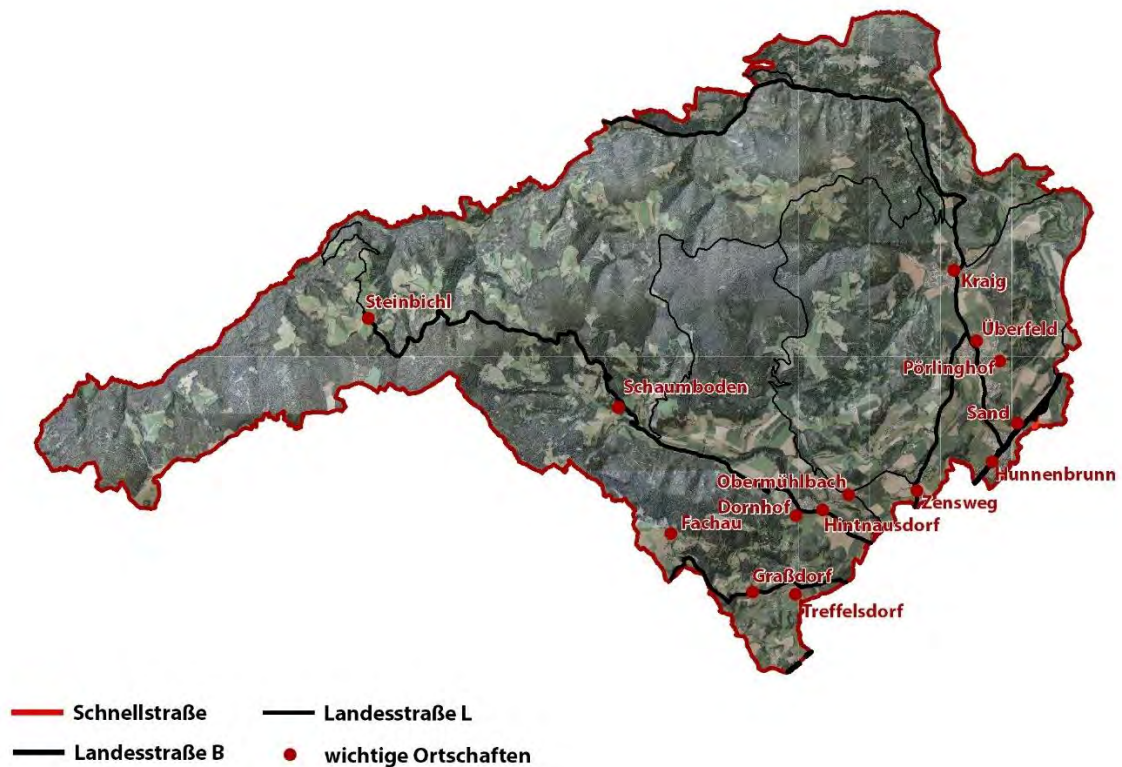 Kraig
Steinbichl
Überfeld
Pörlinghof
Schaumboden
Sand
Hunnenbrunn
Obermühlbach
Zensweg
Dornhof
Hintnausdorf
Fachau
Graßdorf
Treffelsdorf
Schnellstraße
Landesstraße L
Landesstraße B
wichtige Ortschaften